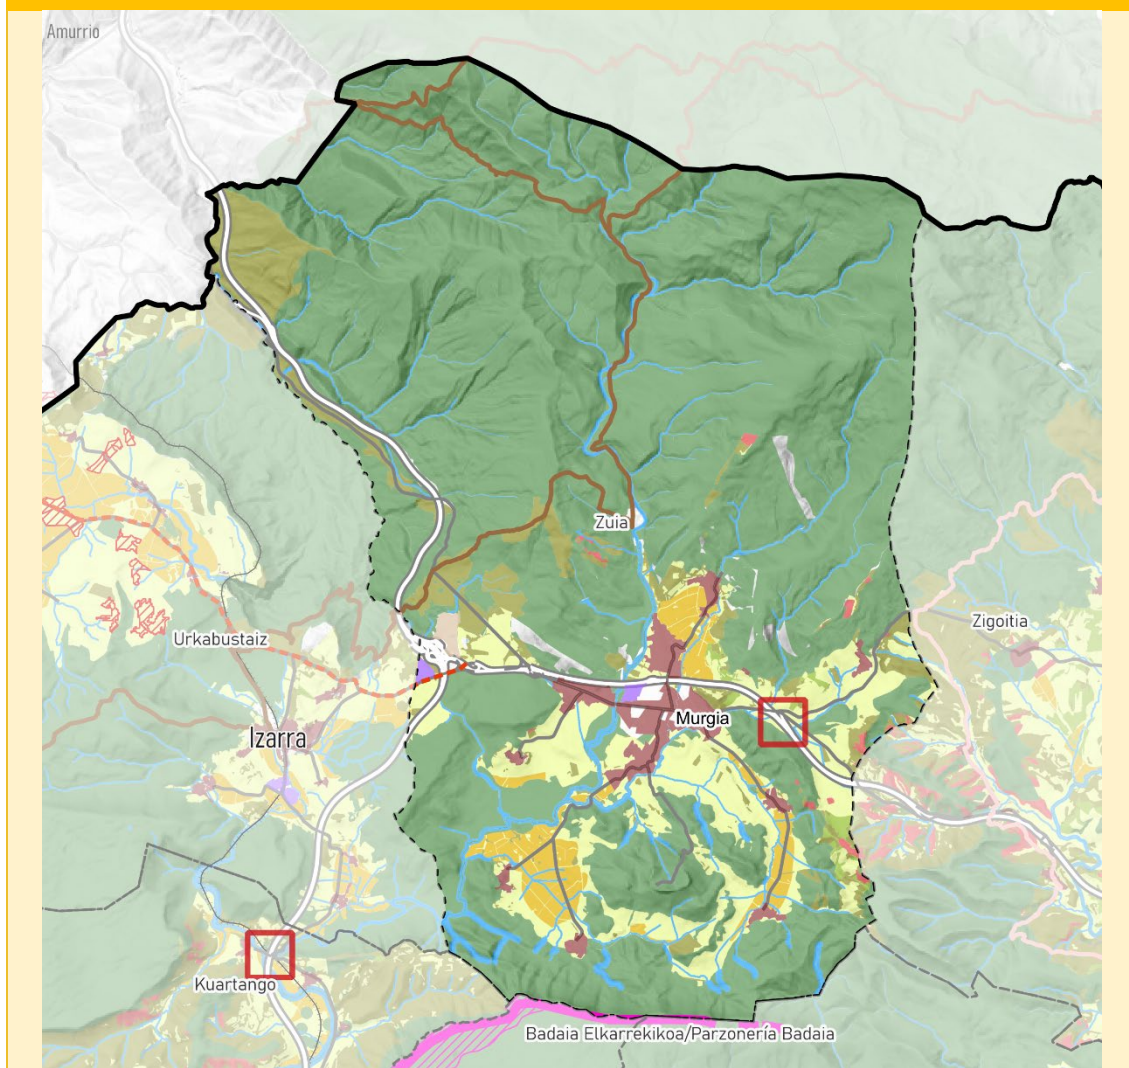 Amurrio
Zuia
Zigoitia
Urkabustaiz
Murgia
Izarra
Kuartango
Badaia Elkarrekikoa/Parzonería Badaia